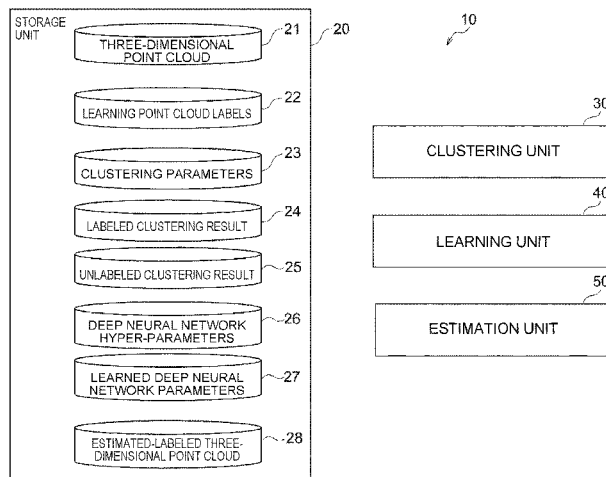 STORAGE
UNIT
21
THREE-DIMENSIONAL
POINT CLOUD
20
10
22
LEARNING POINT CLOUD LABELS
23
CLUSTERING PARAMETERS
24
LABELED CLUSTERING RESULT
25
UNLABELED CLUSTERING RESULT
26
DEEP NEURAL NETWORK
HYPER-PARAMETERS
27
LEARNED DEEP NEURAL
NETWORK PARAMETERS
28
ESTIMATED-LABELED THREE-
DIMENSIONAL POINT CLOUD
30
CLUSTERING UNIT
40
LEARNING UNIT
50
ESTIMATION UNIT